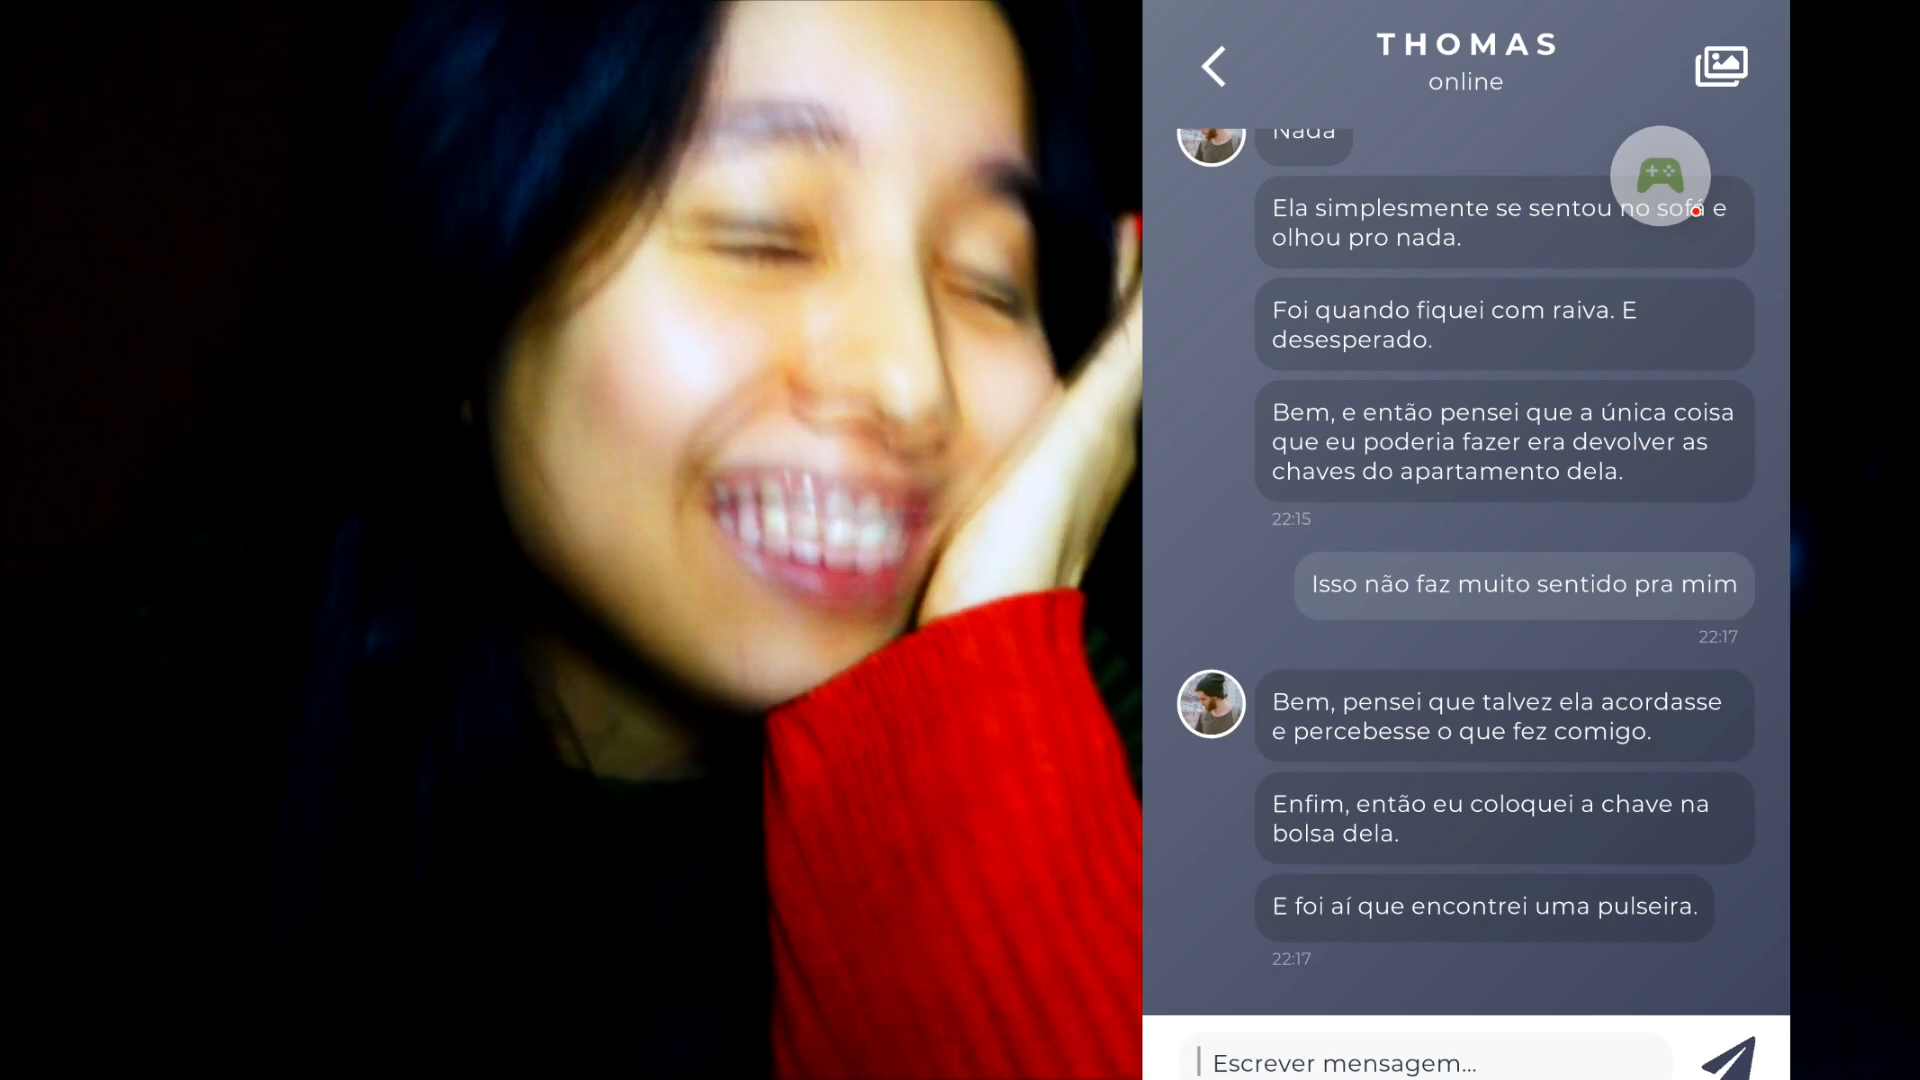 THOMAS
online
Nada
Ela simplesmente se sentou no sofá e
olhou pro nada.
Foi quando fiquei com raiva. E
desesperado.
Bem, e então pensei que a única coisa
que eu poderia fazer era devolver as
chaves do apartamento dela.
22:15
Isso não faz muito sentido pra mim
22:17
Bem, pensei que talvez ela acordasse
e percebesse o que fez comigo.
Enfim, então eu coloquei a chave na
bolsa dela.
E foi aí que encontrei uma pulseira.
22:17
Escrever mensagem...